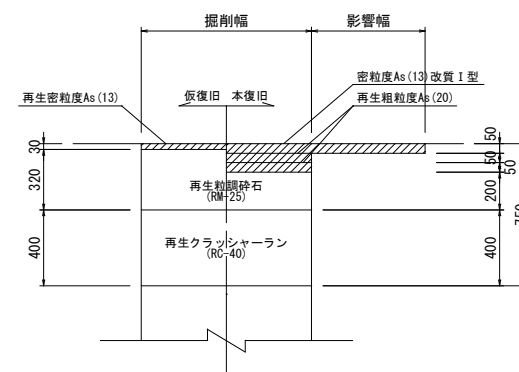 掘削幅
影響幅
密粒度As(13)改質Ⅰ型
再生密粒度As(13)
仮復旧 本復旧
再生粗粒度As(20)
30
50
50
50
320
再生粒調砕石
(RM-25)
200
400
再生クラッシャーラン
(RC-40)
400
750